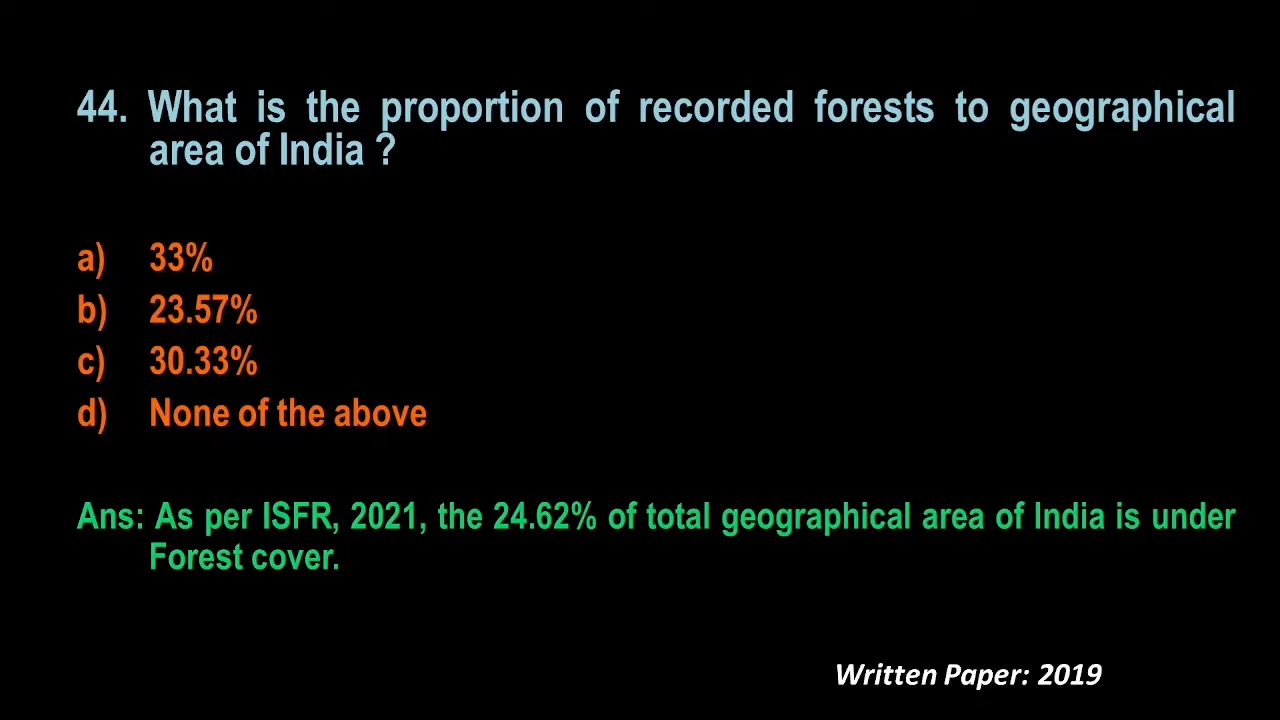 44. What is the proportion of recorded forests to geographical
area of India ?
a) 33%
b) 23.57%
c) 30.33%
d) None of the above
Ans: As per ISFR, 2021, the 24.62% of total geographical area of India is under
Forest cover.
Written Paper: 2019